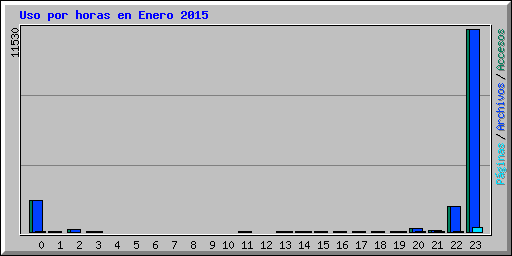 Uso por horas en Enero 2015
11530
Páginas/Archivos/Accesos
0 1 2 3 4 5 6 7 8 9 10 11 12 13 14 15 16 17 18 19 20 21 22 23